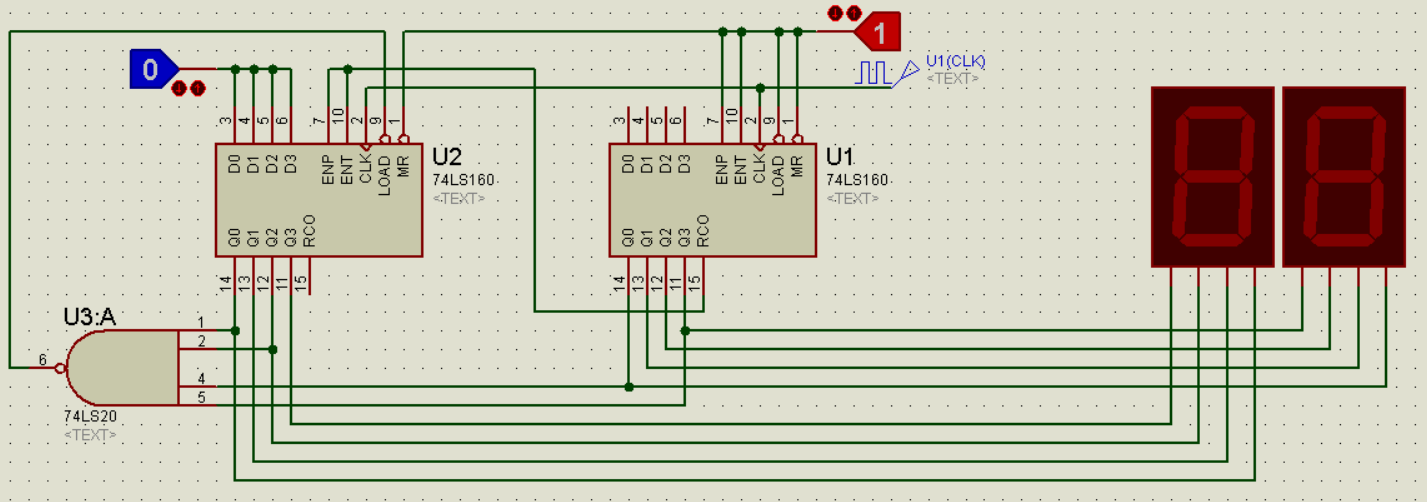 1
0
U1(CLK)
<TEXT>
3 4 5 6 7 10 2 9 1
3 4 5 6 7 10 2 9 1
D0 D1 D2 D3 ENP ENT CLK LOAD MR
U2
74LS160
<TEXT>
D0 D1 D2 D3 ENP ENT CLK LOAD MR
U1
74LS160
<TEXT>
Q0 Q1 Q2 Q3 RCO
Q0 Q1 Q2 Q3 RCO
14 13 12 11 15
14 13 12 11 15
U3:A
1
2
6
4
5
74LS20
<TEXT>